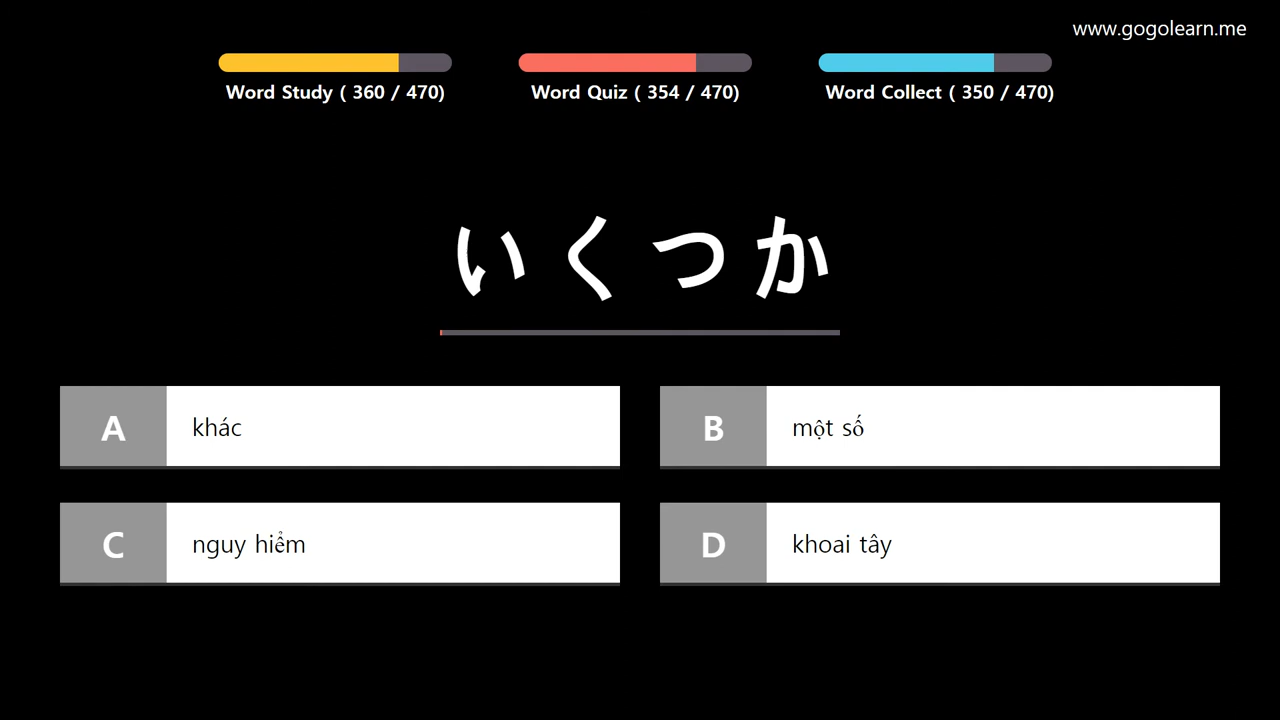 www.gogolearn.me
Word Study ( 360 / 470)
Word Quiz ( 354 / 470)
Word Collect ( 350 / 470)
いくつか
A khác
B một số
C nguy hiểm
D khoai tây